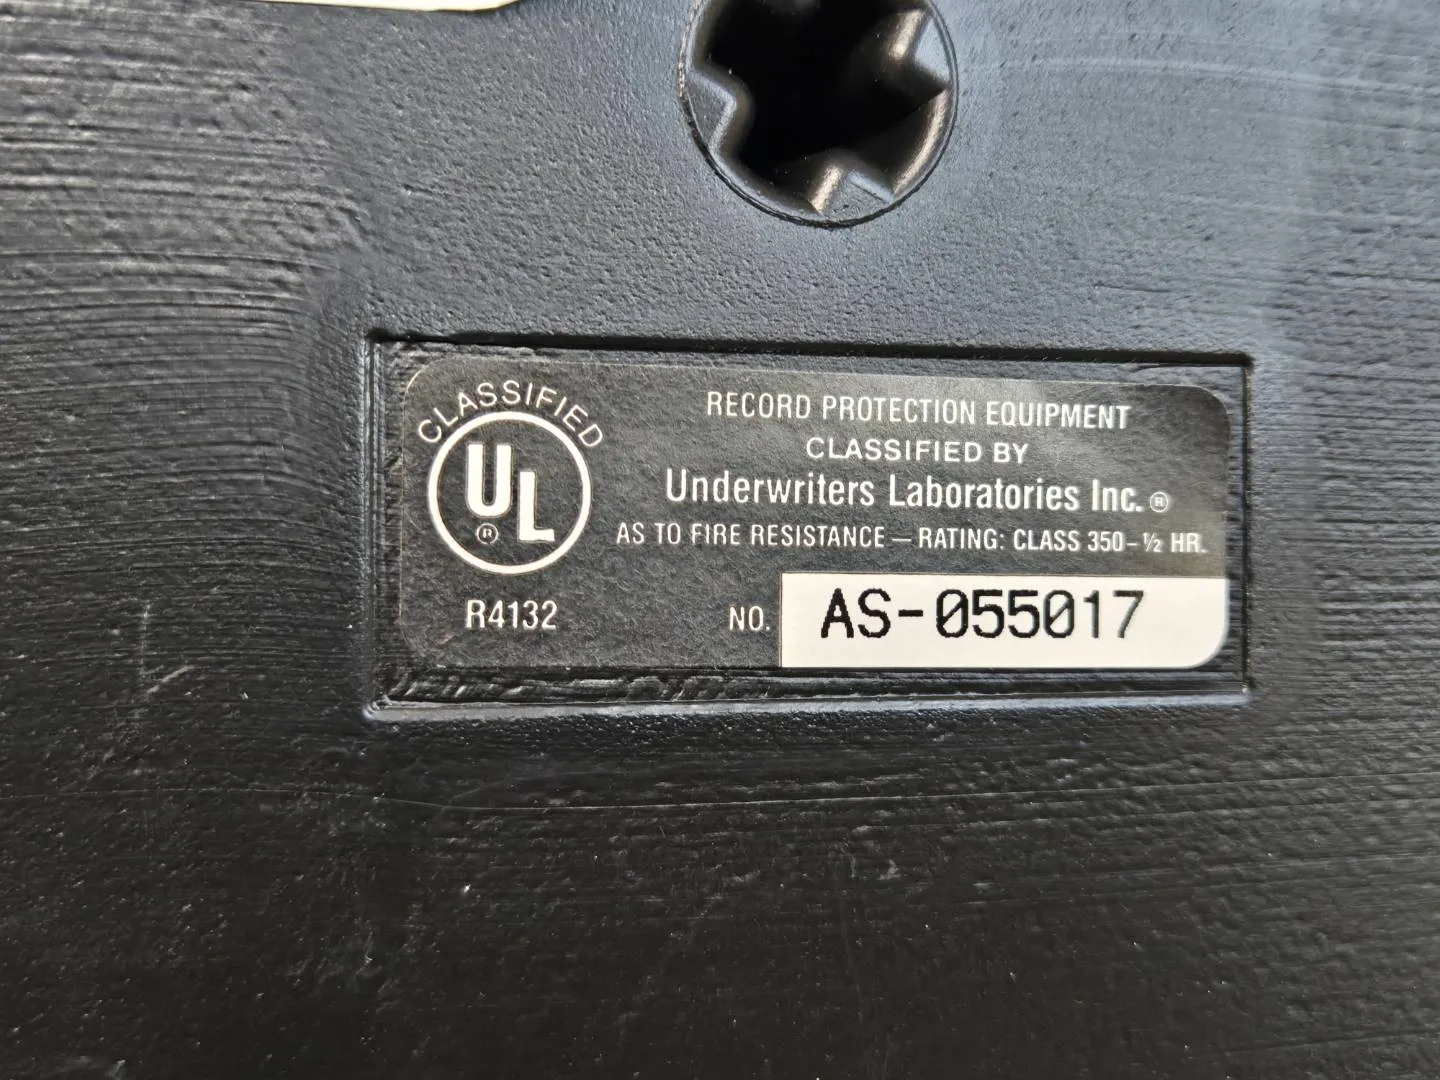 CLASSIFIED
UL®
R4132
RECORD PROTECTION EQUIPMENT
CLASSIFIED BY
Underwriters Laboratories Inc.®
AS TO FIRE RESISTANCE — RATING: CLASS 350-½ HR.
NO. AS-055017